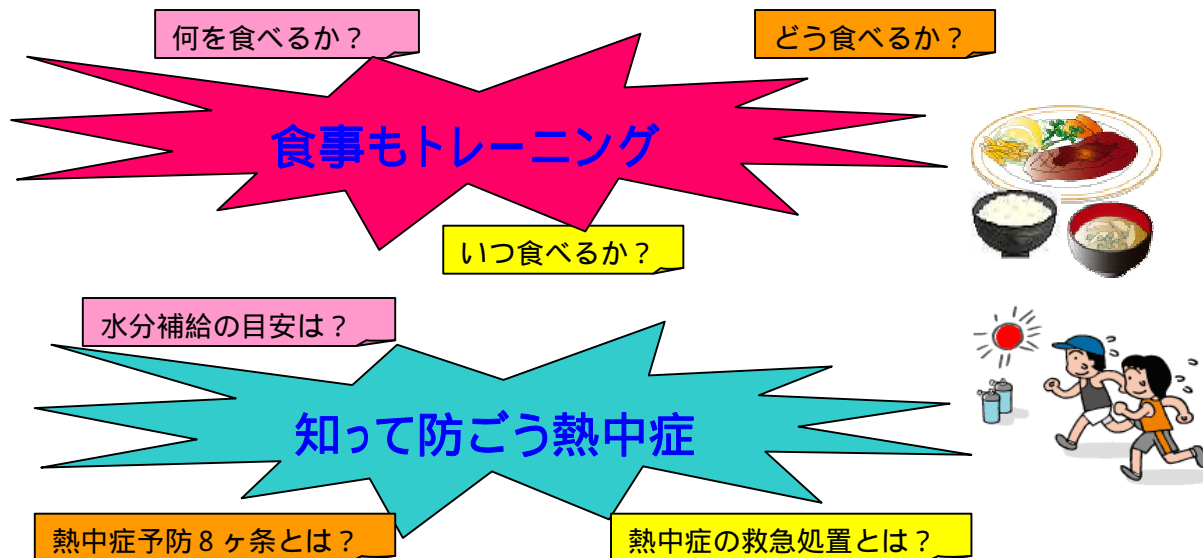 何を食べるか？
どう食べるか？
食事もトレーニング
いつ食べるか？
水分補給の目安は？
知って防ごう熱中症
熱中症予防８ヶ条とは？
熱中症の救急処置とは？